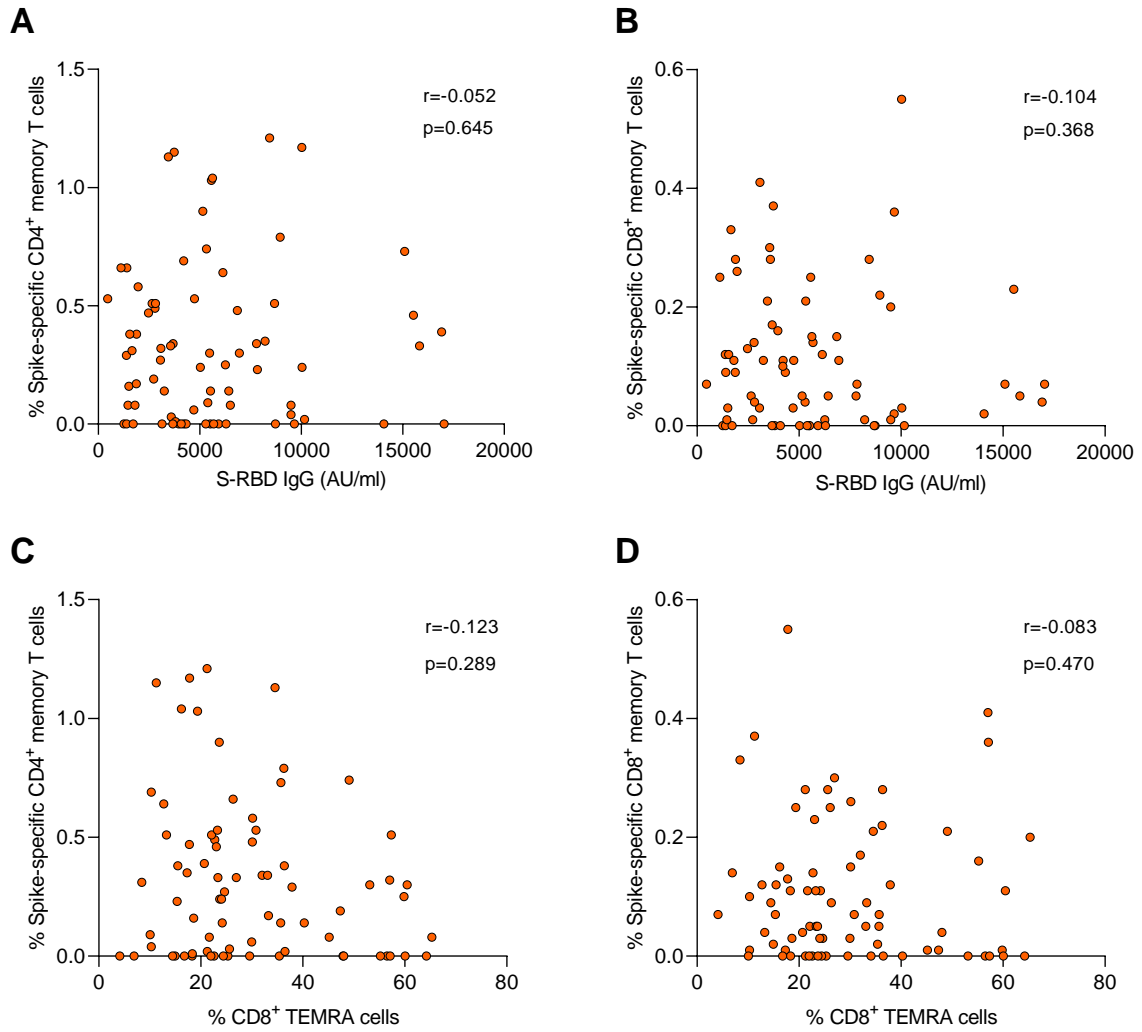 A
% Spike-specific CD4⁺ memory T cells
1.5
1.0
0.5
0.0
r=-0.052
p=0.645
0
5000
10000
15000
20000
S-RBD IgG (AU/ml)
B
% Spike-specific CD8⁺ memory T cells
0.6
0.4
0.2
0.0
r=-0.104
p=0.368
0
5000
10000
15000
20000
S-RBD IgG (AU/ml)
C
% Spike-specific CD4⁺ memory T cells
1.5
1.0
0.5
0.0
r=-0.123
p=0.289
0
20
40
60
80
% CD8⁺ TEMRA cells
D
% Spike-specific CD8⁺ memory T cells
0.6
0.4
0.2
0.0
r=-0.083
p=0.470
0
20
40
60
80
% CD8⁺ TEMRA cells